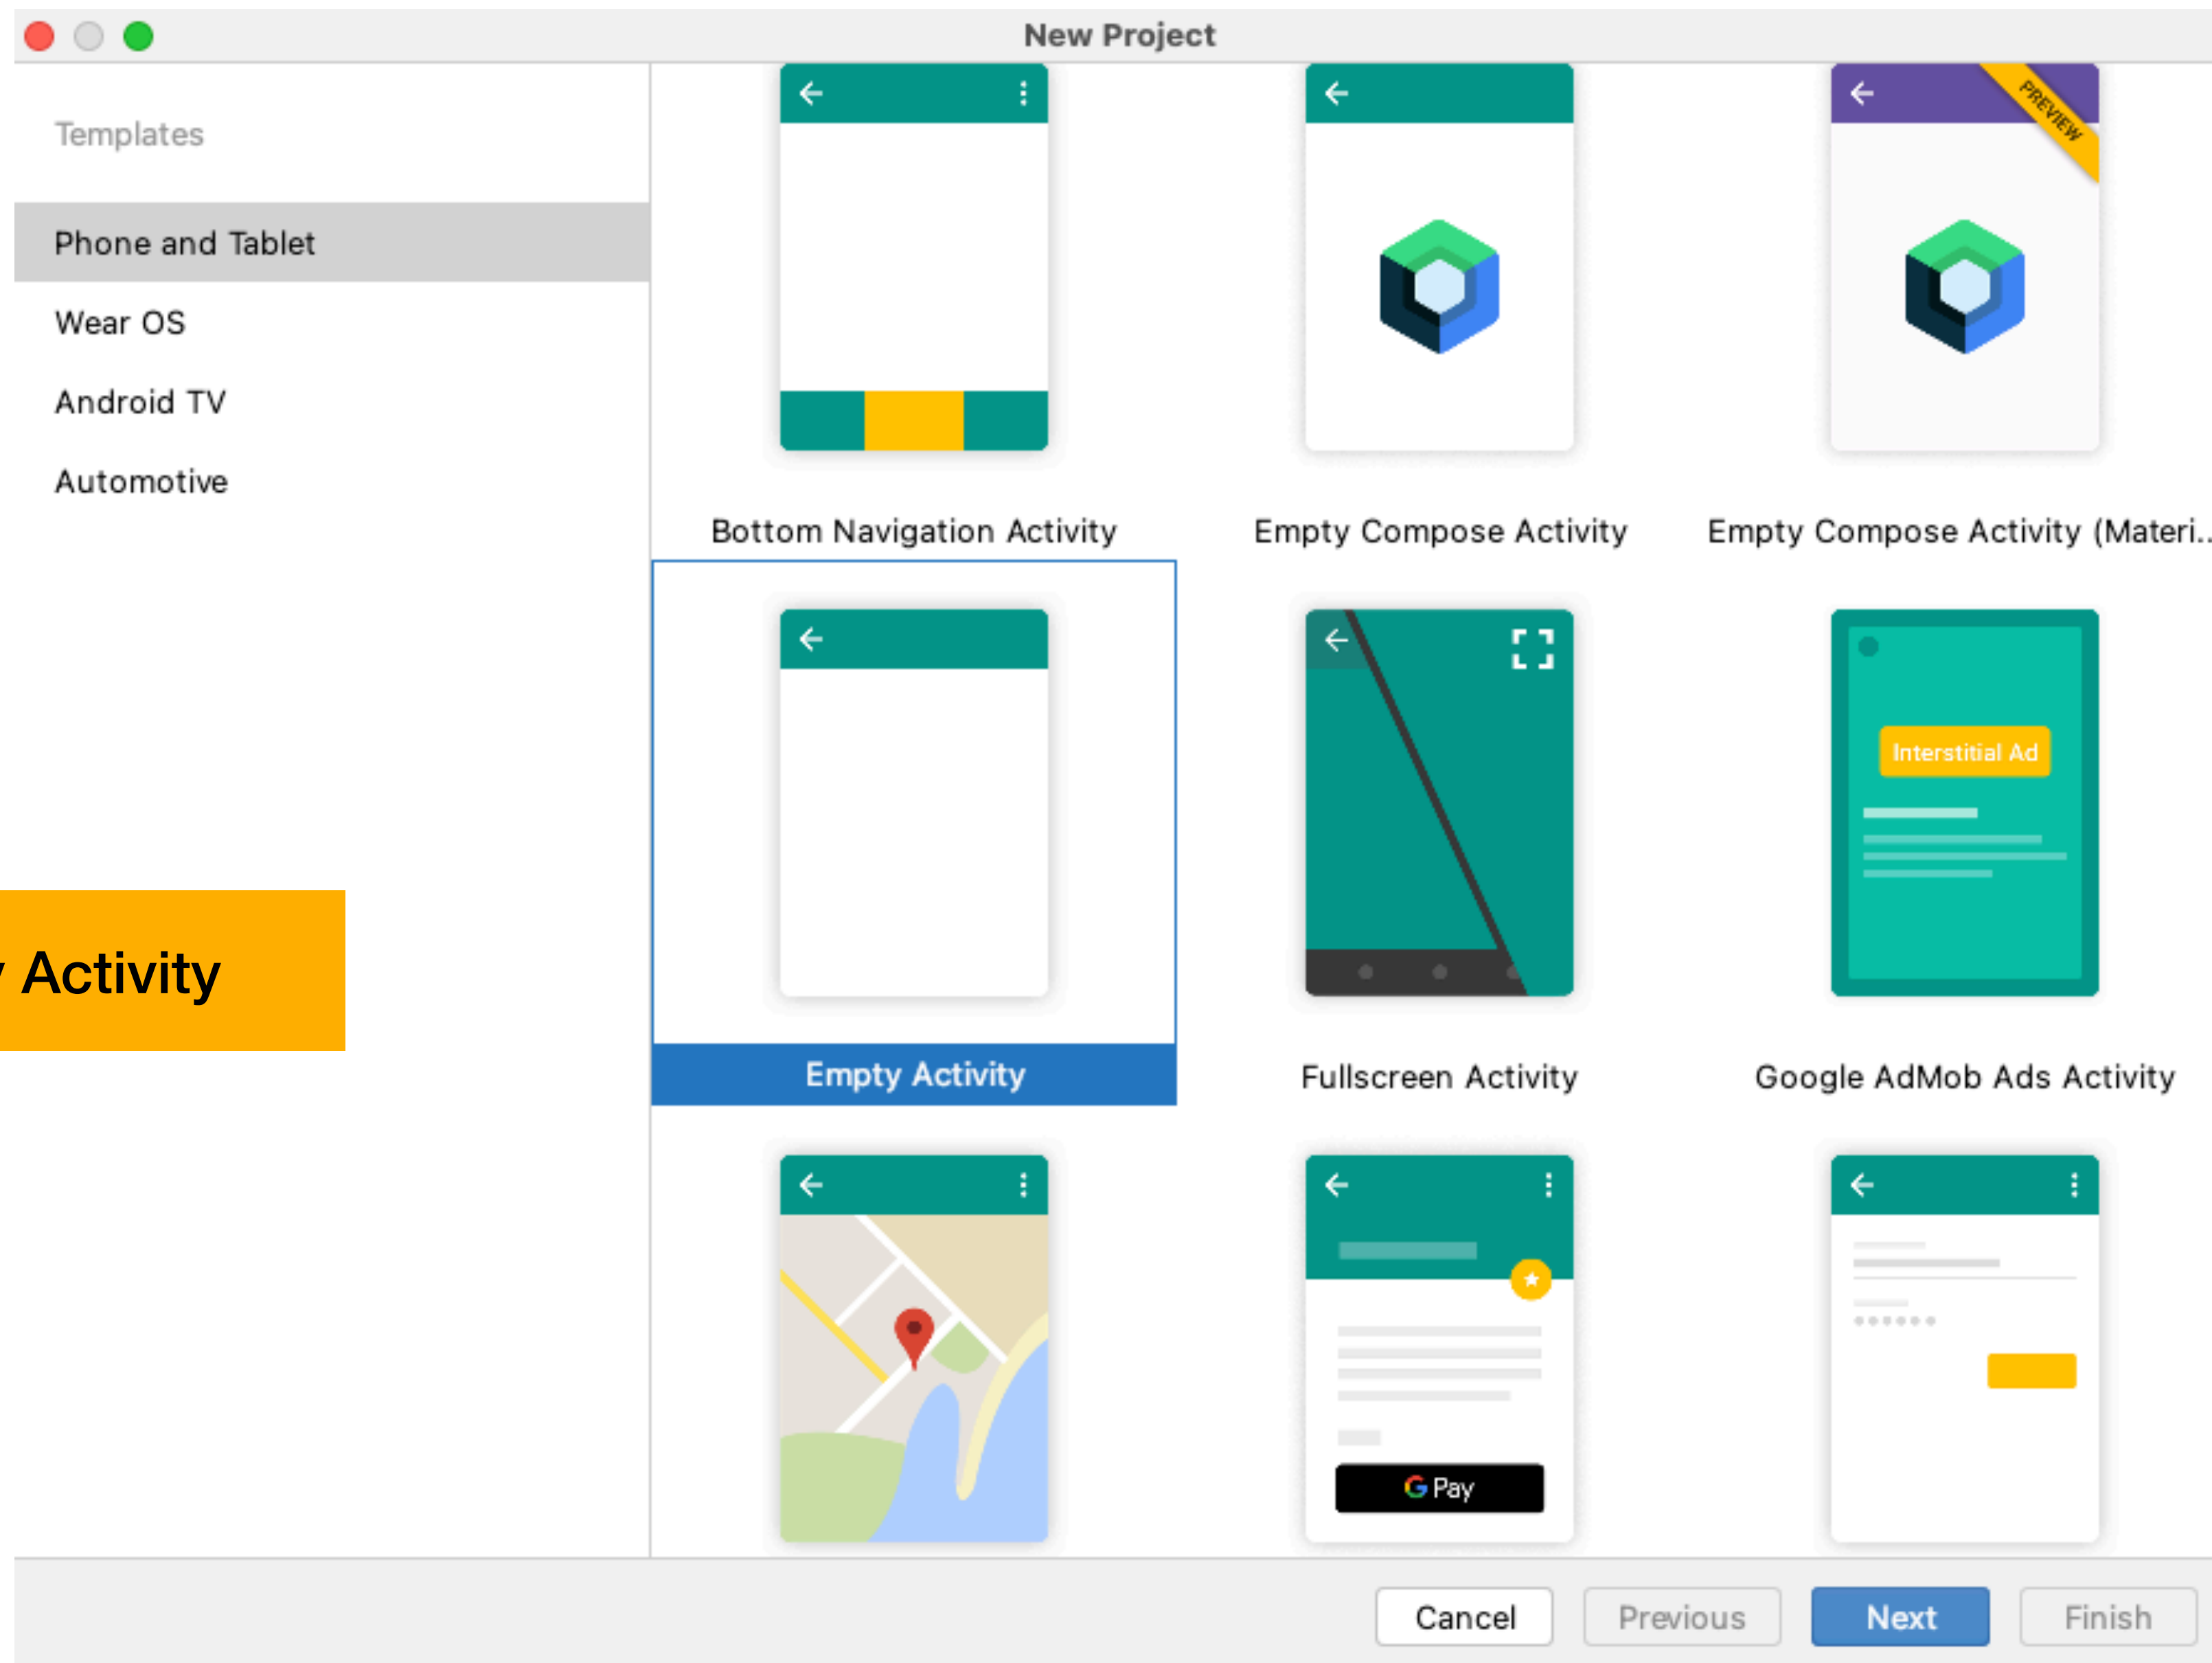 New Project
Templates
Phone and Tablet
Wear OS
Android TV
Automotive
PREVIEW
Bottom Navigation Activity
Empty Compose Activity
Empty Compose Activity (Materi...
Interstitial Ad
Activity
Empty Activity
Fullscreen Activity
Google AdMob Ads Activity
G Pay
Cancel
Previous
Next
Finish